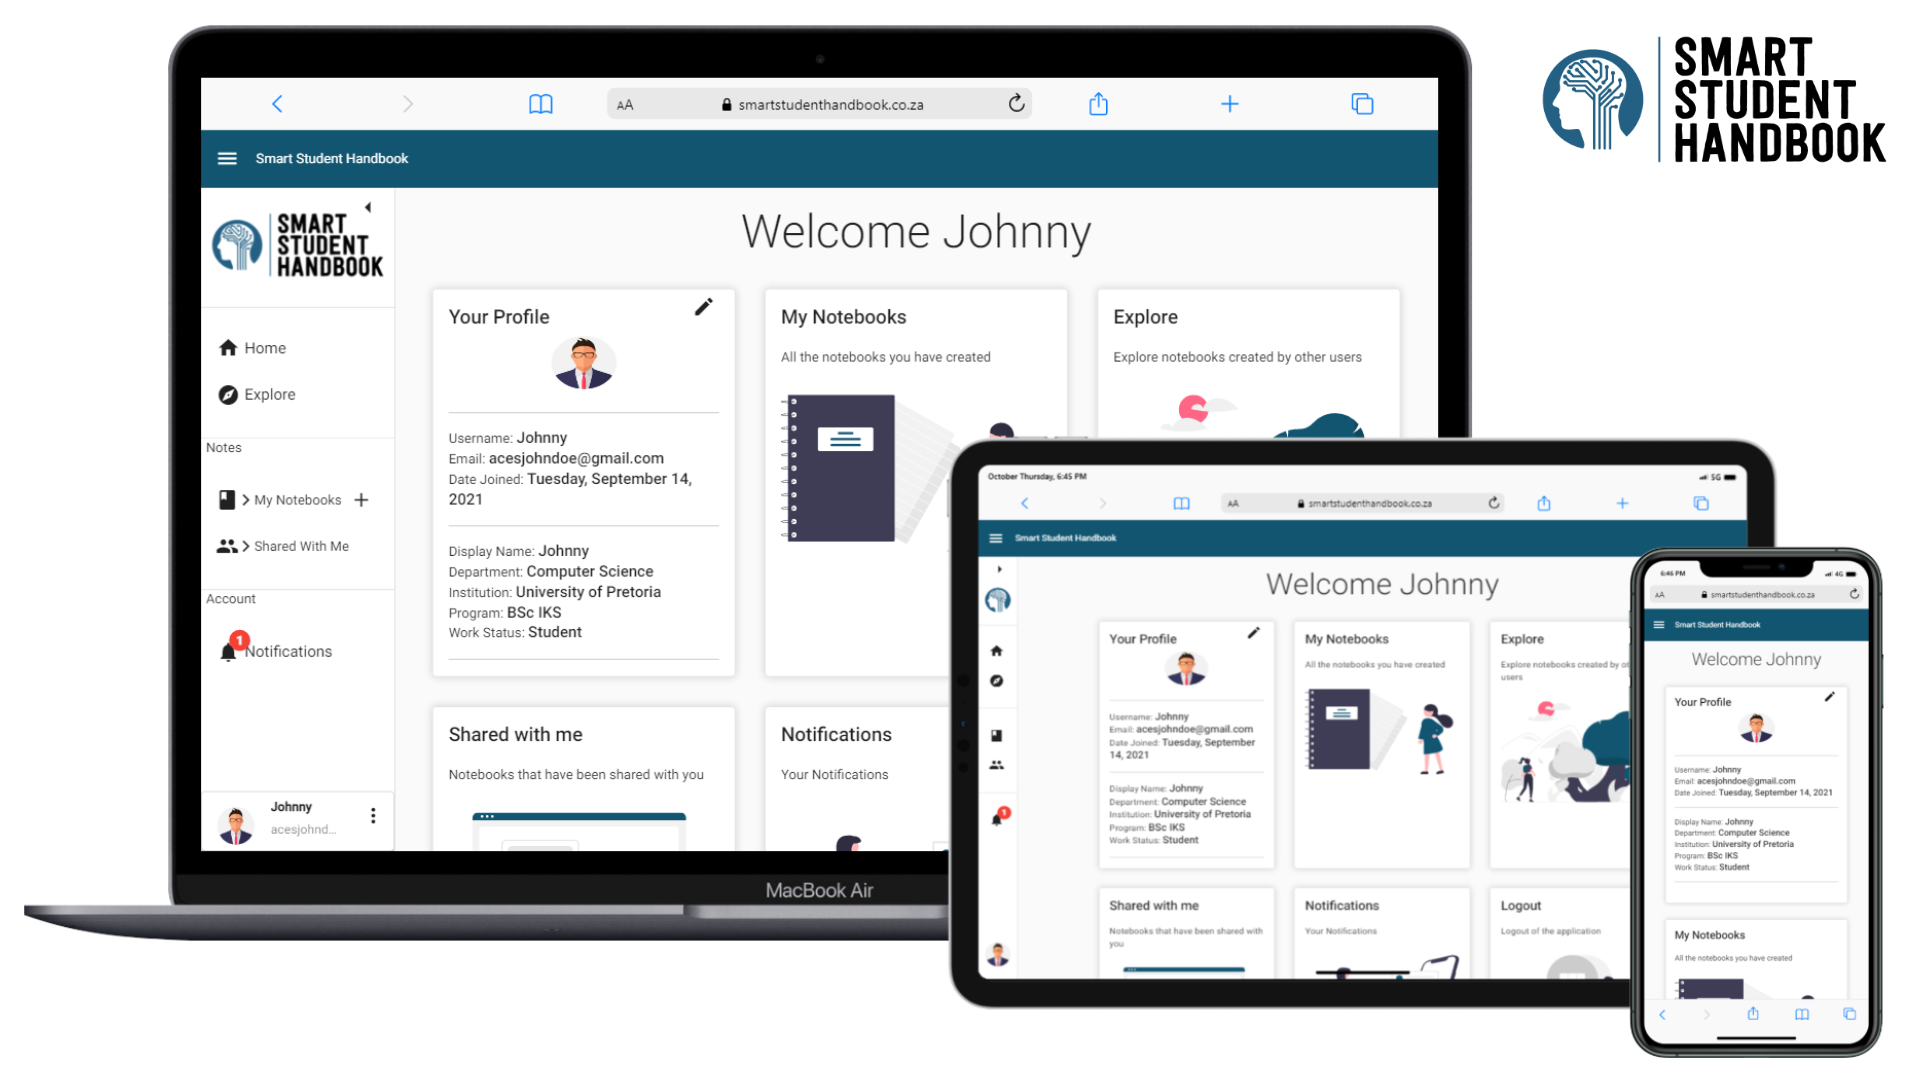 SMART
STUDENT
HANDBOOK
AA
smartstudenthandbook.co.za
Smart Student Handbook
SMART
STUDENT
HANDBOOK
Home
Explore
Notes
My Notebooks
Shared With Me
Account
1
Notifications
Johnny
acesjohnd...
Welcome Johnny
Your Profile
Username: Johnny
Email: acesjohndoe@gmail.com
Date Joined: Tuesday, September 14,
2021
Display Name: Johnny
Department: Computer Science
Institution: University of Pretoria
Program: BSc IKS
Work Status: Student
My Notebooks
All the notebooks you have created
Explore
Explore notebooks created by other users
Shared with me
Notebooks that have been shared with you
Notifications
Your Notifications
MacBook Air
October Thursday, 6:45 PM
5G
AA
smartstudenthandbook.co.za
Smart Student Handbook
1
Welcome Johnny
Your Profile
Username: Johnny
Email: acesjohndoe@gmail.com
Date Joined: Tuesday, September
14, 2021
Display Name: Johnny
Department: Computer Science
Institution: University of Pretoria
Program: BSc IKS
Work Status: Student
My Notebooks
All the notebooks you have created
Explore
Explore notebooks created by
users
Shared with me
Notebooks that have been shared with
you
Notifications
Your Notifications
Logout
Logout of the application
6:46 PM
4G
AA
smartstudenthandbook.co.za
Smart Student Handbook
Welcome Johnny
Your Profile
Username: Johnny
Email: acesjohndoe@gmail.com
Date Joined: Tuesday, September 14, 2021
Display Name: Johnny
Department: Computer Science
Institution: University of Pretoria
Program: BSc IKS
Work Status: Student
My Notebooks
All the notebooks you have created